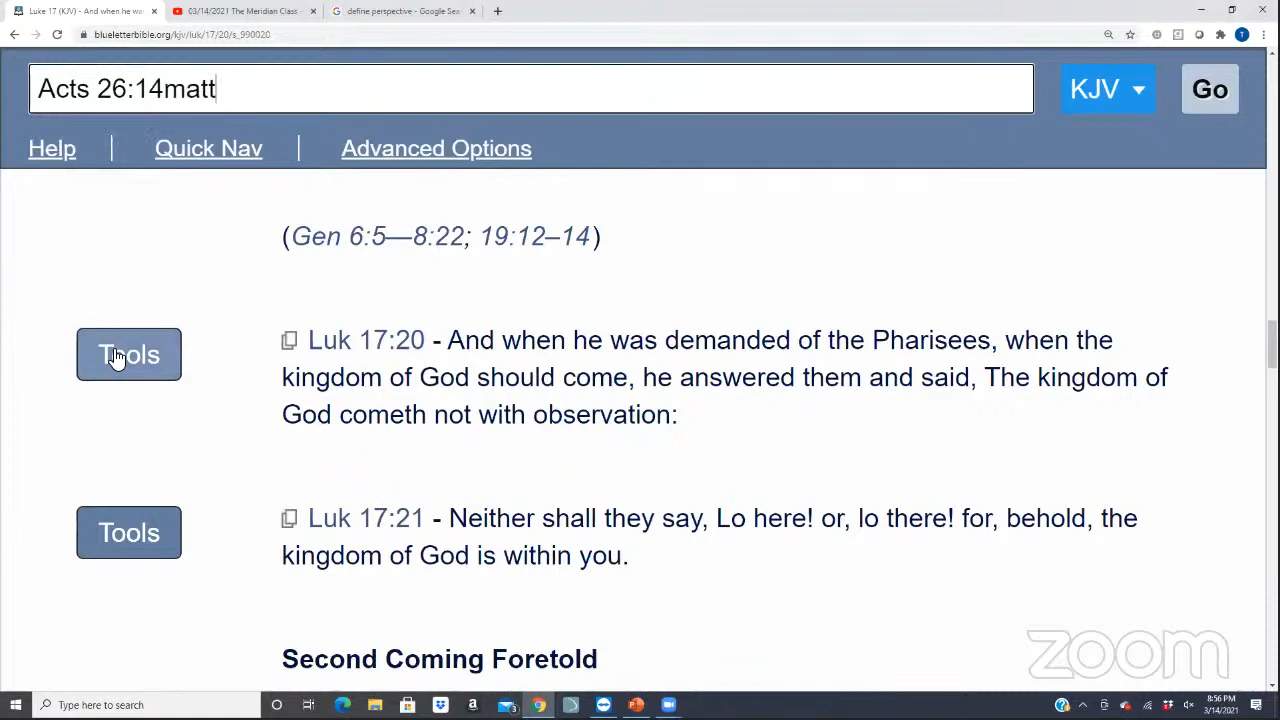 Luke 17 (KJV) - And when he wa
03/14/2021 The Meridian Class -
define perspective - Google Sea
blueletterbible.org/kjv/luk/17/20/s_990020
T
Acts 26:14matt
KJV
Go
Help
Quick Nav
Advanced Options
(Gen 6:5—8:22; 19:12–14)
Tools
Luk 17:20 - And when he was demanded of the Pharisees, when the
kingdom of God should come, he answered them and said, The kingdom of
God cometh not with observation:
Tools
Luk 17:21 - Neither shall they say, Lo here! or, lo there! for, behold, the
kingdom of God is within you.
Second Coming Foretold
zoom
Type here to search
8:56 PM
3/14/2021